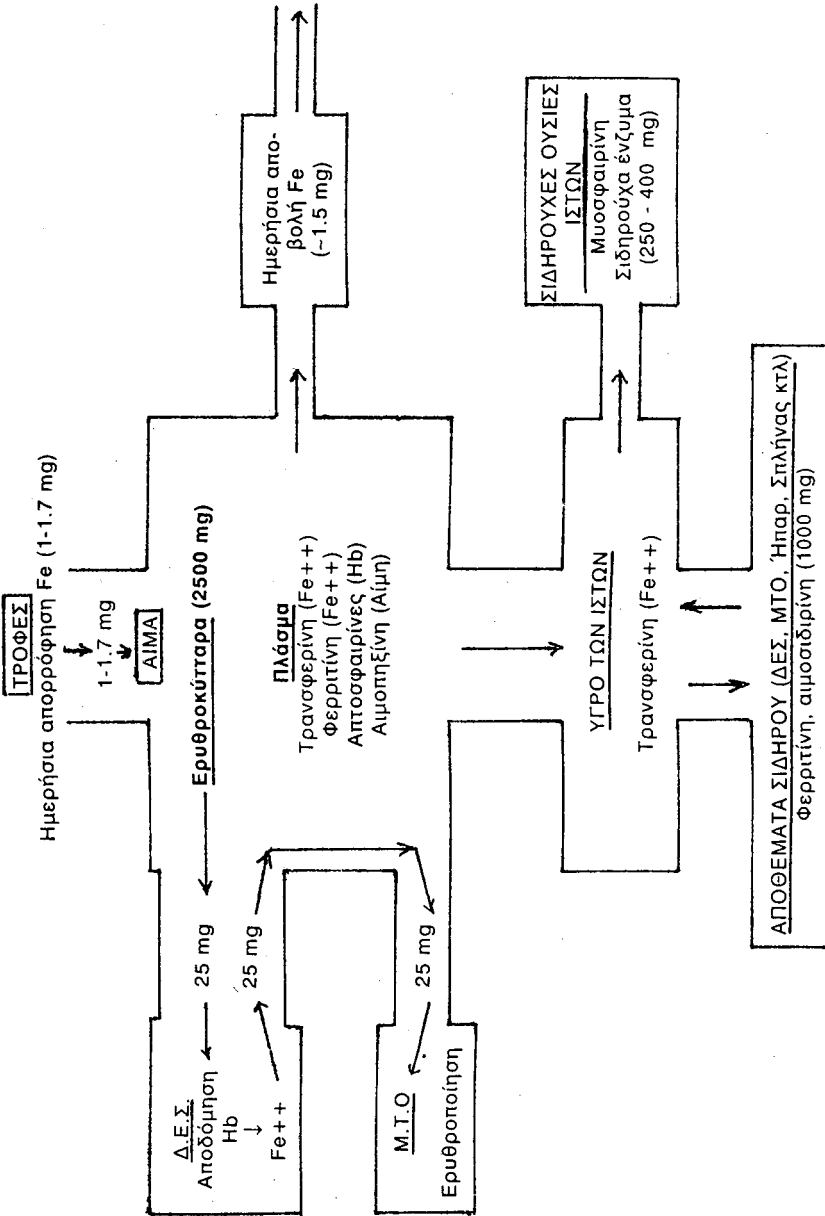 ΤΡΟΦΕΣ
Ημερήσια απορρόφηση Fe (1-1.7 mg)
1-1.7 mg
ΑΙΜΑ
Ερυθροκύτταρα (2500 mg)
25 mg
Δ.Ε.Σ.
Αποδόμηση
Hb
↓
Fe++
25 mg
25 mg
Μ.Τ.Ο
Ερυθροποίηση
Πλάσμα
Τρανσφερίνη (Fe++)
Φερριτίνη (Fe++)
Απτοσφαιρίνες (Hb)
Αιμοπηξίνη (Αίμη)
Ημερήσια απο-
βολή Fe
(~1.5 mg)
ΥΓΡΟ ΤΩΝ ΙΣΤΩΝ
Τρανσφερίνη (Fe++)
ΣΙΔΗΡΟΥΧΕΣ ΟΥΣΙΕΣ
ΙΣΤΩΝ
Μυοσφαιρίνη
Σιδηρούχα ένζυμα
(250 - 400 mg)
ΑΠΟΘΕΜΑΤΑ ΣΙΔΗΡΟΥ (ΔΕΣ, ΜΤΟ, Ήπαρ, Σπλήνας κτλ)
Φερριτίνη, αιμοσιδιρίνη (1000 mg)